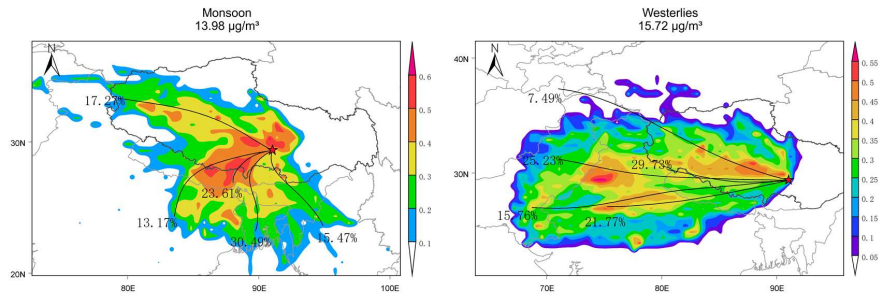 Monsoon
13.98 µg/m³
N
30N
20N
80E
90E
100E
17.27%
23.61%
13.17%
30.49%
15.47%
0.6
0.5
0.4
0.3
0.2
0.1
Westerlies
15.72 µg/m³
N
40N
30N
70E
80E
90E
7.49%
25.23%
29.73%
15.76%
21.77%
0.55
0.5
0.45
0.4
0.35
0.3
0.25
0.2
0.15
0.1
0.05